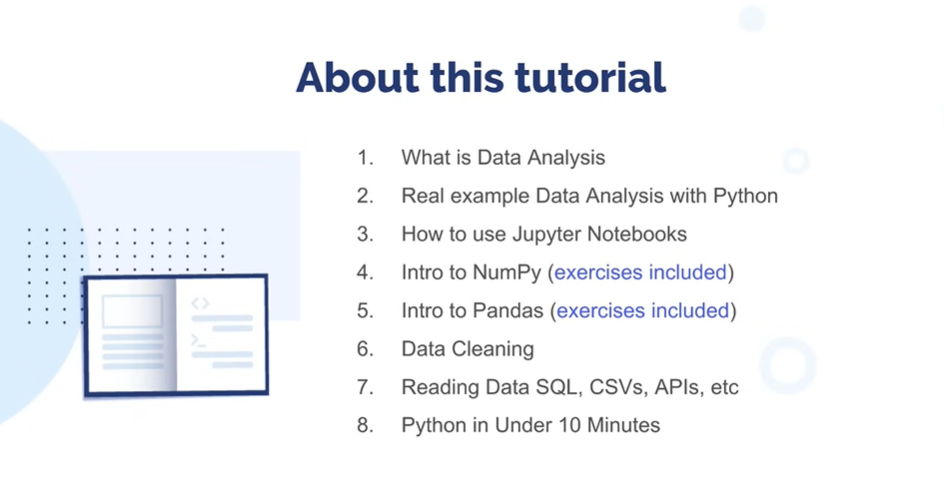 About this tutorial
1. What is Data Analysis
2. Real example Data Analysis with Python
3. How to use Jupyter Notebooks
4. Intro to NumPy (exercises included)
5. Intro to Pandas (exercises included)
6. Data Cleaning
7. Reading Data SQL, CSVs, APIs, etc
8. Python in Under 10 Minutes